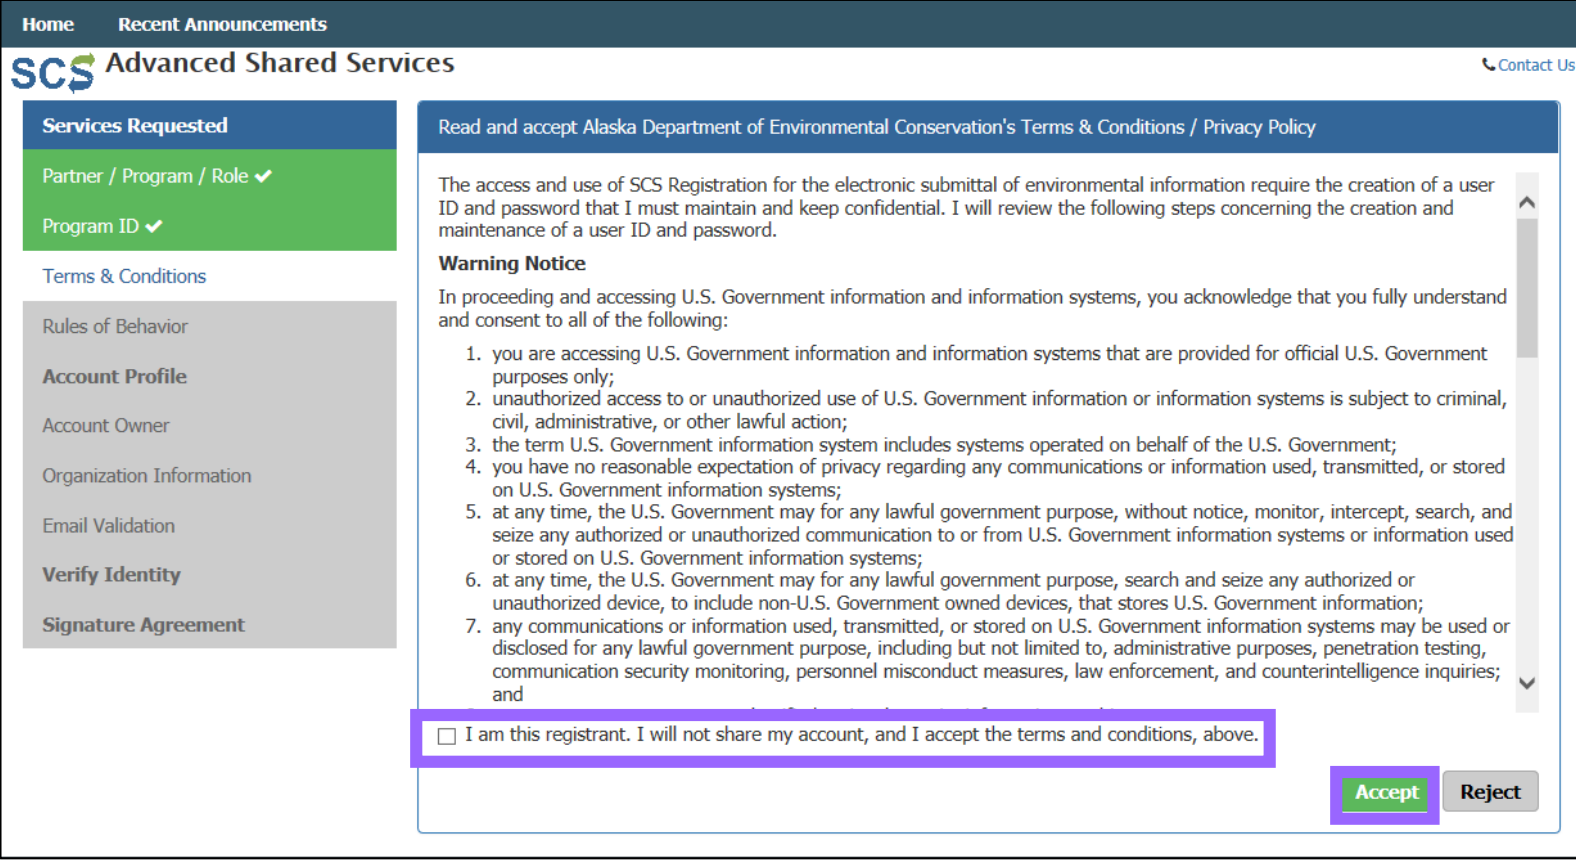 Home Recent Announcements
SCS Advanced Shared Services
Contact Us
Services Requested
Partner / Program / Role
Program ID
Terms & Conditions
Rules of Behavior
Account Profile
Account Owner
Organization Information
Email Validation
Verify Identity
Signature Agreement
Read and accept Alaska Department of Environmental Conservation's Terms & Conditions / Privacy Policy
The access and use of SCS Registration for the electronic submittal of environmental information require the creation of a user
ID and password that I must maintain and keep confidential. I will review the following steps concerning the creation and
maintenance of a user ID and password.
Warning Notice
In proceeding and accessing U.S. Government information and information systems, you acknowledge that you fully understand
and consent to all of the following:
1. you are accessing U.S. Government information and information systems that are provided for official U.S. Government
purposes only;
2. unauthorized access to or unauthorized use of U.S. Government information or information systems is subject to criminal,
civil, administrative, or other lawful action;
3. the term U.S. Government information system includes systems operated on behalf of the U.S. Government;
4. you have no reasonable expectation of privacy regarding any communications or information used, transmitted, or stored
on U.S. Government information systems;
5. at any time, the U.S. Government may for any lawful government purpose, without notice, monitor, intercept, search, and
seize any authorized or unauthorized communication to or from U.S. Government information systems or information used
or stored on U.S. Government information systems;
6. at any time, the U.S. Government may for any lawful government purpose, search and seize any authorized or
unauthorized device, to include non-U.S. Government owned devices, that stores U.S. Government information;
7. any communications or information used, transmitted, or stored on U.S. Government information systems may be used or
disclosed for any lawful government purpose, including but not limited to, administrative purposes, penetration testing,
communication security monitoring, personnel misconduct measures, law enforcement, and counterintelligence inquiries;
and
I am this registrant. I will not share my account, and I accept the terms and conditions, above.
Accept Reject